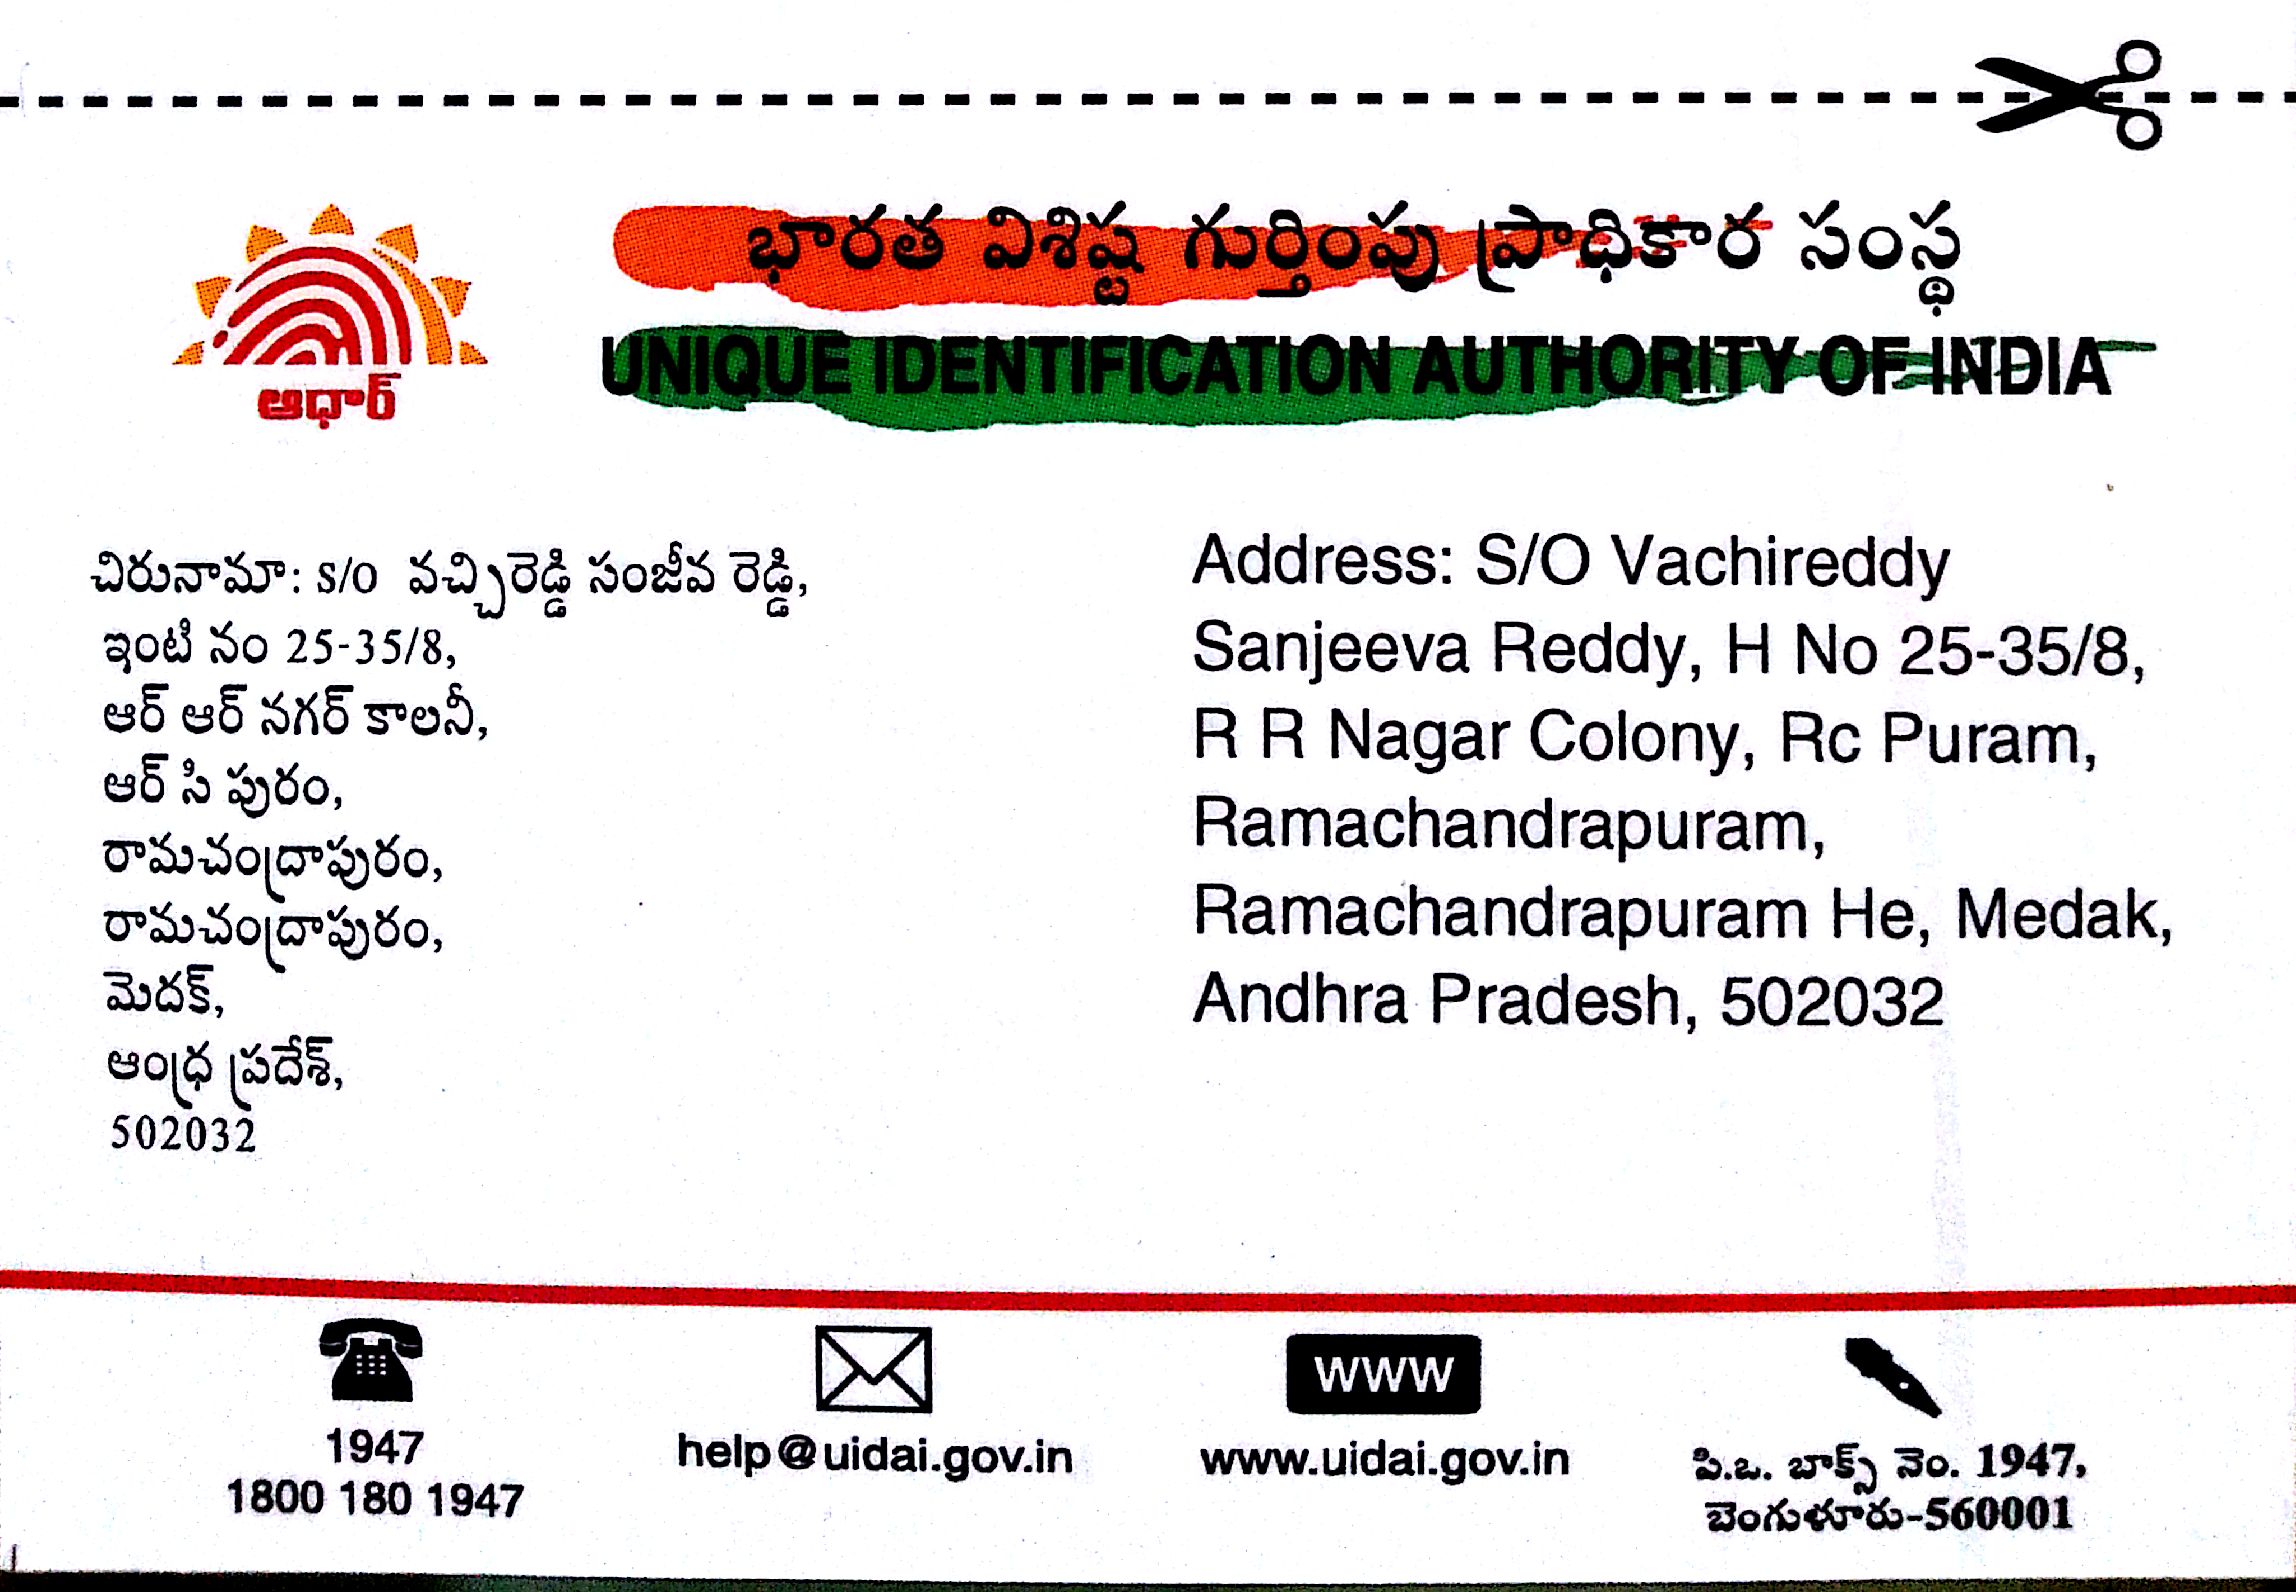 భారత విశిష్ట గుర్తింపు ప్రాధికార సంస్థ
UNIQUE IDENTIFICATION AUTHORITY OF INDIA
ఆధార్
చిరునామా: S/O వచ్చిరెడ్డి సంజీవ రెడ్డి,
ఇంటి నం 25-35/8,
ఆర్ ఆర్ నగర్ కాలనీ,
ఆర్ సి పురం,
రామచంద్రాపురం,
రామచంద్రాపురం,
మెదక్,
ఆంధ్ర ప్రదేశ్,
502032
Address: S/O Vachireddy
Sanjeeva Reddy, H No 25-35/8,
R R Nagar Colony, Rc Puram,
Ramachandrapuram,
Ramachandrapuram He, Medak,
Andhra Pradesh, 502032
1947
1800 180 1947
help@uidai.gov.in
www
www.uidai.gov.in
పి.ఒ. బాక్స్ నెం. 1947,
బెంగుళూరు-560001